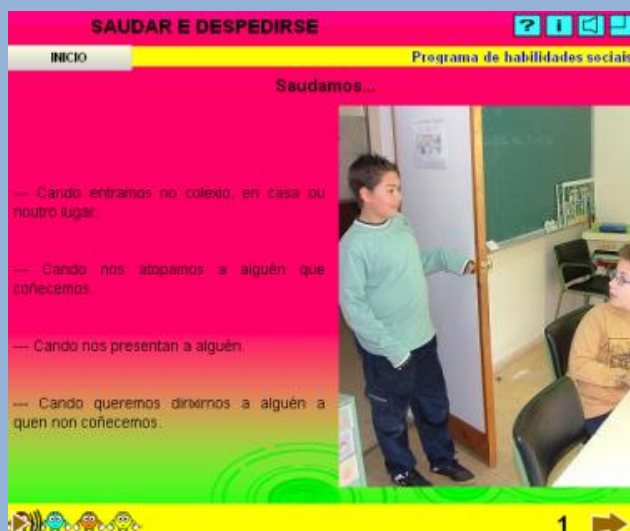 SAUDAR E DESPEDIRSE
? i
INICIO
Programa de habilidades sociais
Saudamos...
--- Cando entramos no colexio, en casa ou
noutro lugar.
--- Cando nos atopamos a alguén que
coñecemos.
--- Cando nos presentan a alguén.
--- Cando queremos dirixirnos a alguén a
quen non coñecemos.
1